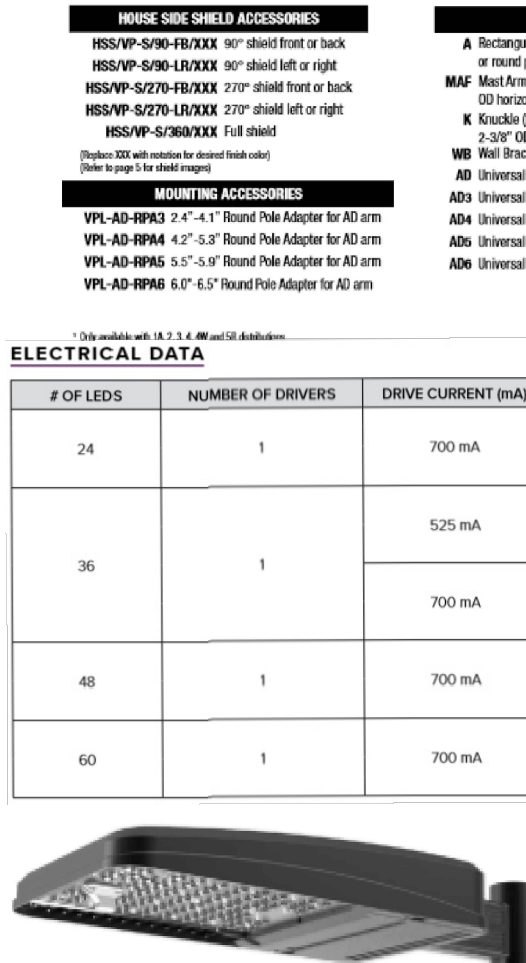 HOUSE SIDE SHIELD ACCESSORIES
HSS/VP-S/90-FB/XXX 90° shield front or back
HSS/VP-S/90-LR/XXX 90° shield left or right
HSS/VP-S/270-FB/XXX 270° shield front or back
HSS/VP-S/270-LR/XXX 270° shield left or right
HSS/VP-S/360/XXX Full shield
(Replace XXX with notation for desired finish color)
(Refer to page 5 for shield images)
MOUNTING ACCESSORIES
VPL-AD-RPA3 2.4"-4.1" Round Pole Adapter for AD arm
VPL-AD-RPA4 4.2"-5.3" Round Pole Adapter for AD arm
VPL-AD-RPA5 5.5"-5.9" Round Pole Adapter for AD arm
VPL-AD-RPA6 6.0"-6.5" Round Pole Adapter for AD arm
A Rectangu
or round p
MAF Mast Arm
OD horizo
K Knuckle (
2-3/8" OD
WB Wall Brac
AD Universal
AD3 Universal
AD4 Universal
AD5 Universal
AD6 Universal
Only available with 1A, 2, 3, 4, 4W and 5R distributions
ELECTRICAL DATA
# OF LEDS NUMBER OF DRIVERS DRIVE CURRENT (mA)
24 1 700 mA
36 1 525 mA
700 mA
48 1 700 mA
60 1 700 mA